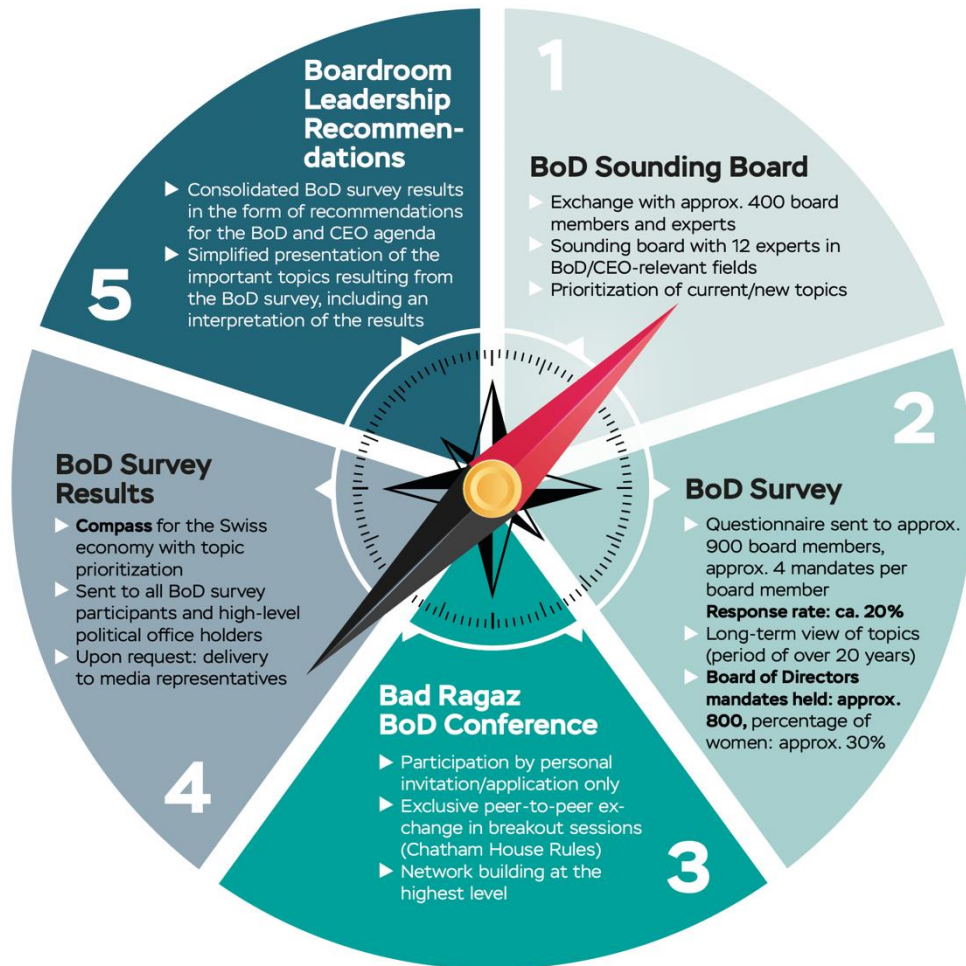 1
BoD Sounding Board
▶ Exchange with approx. 400 board
members and experts
▶ Sounding board with 12 experts in
BoD/CEO-relevant fields
▶ Prioritization of current/new topics
2
BoD Survey
▶ Questionnaire sent to approx.
900 board members,
approx. 4 mandates per
board member
Response rate: ca. 20%
▶ Long-term view of topics
(period of over 20 years)
▶ Board of Directors
mandates held: approx.
800, percentage of
women: approx. 30%
3
Bad Ragaz
BoD Conference
▶ Participation by personal
invitation/application only
▶ Exclusive peer-to-peer ex-
change in breakout sessions
(Chatham House Rules)
▶ Network building at the
highest level
4
BoD Survey
Results
▶ Compass for the Swiss
economy with topic
prioritization
▶ Sent to all BoD survey
participants and high-level
political office holders
▶ Upon request: delivery
to media representatives
5
Boardroom
Leadership
Recommen-
dations
▶ Consolidated BoD survey results
in the form of recommendations
for the BoD and CEO agenda
▶ Simplified presentation of the
important topics resulting from
the BoD survey, including an
interpretation of the results